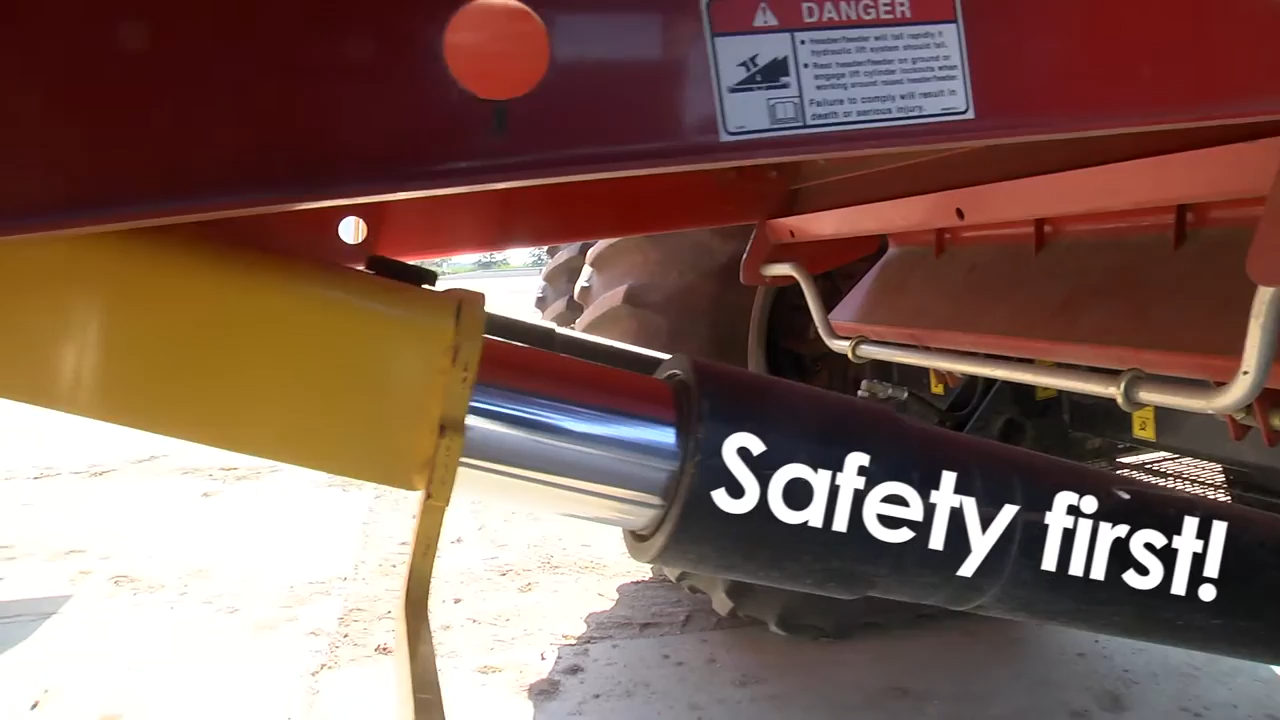 DANGER
• Header/feeder will fall rapidly if
hydraulic lift system should fail.
• Rest header/feeder on ground or
engage lift cylinder lockouts when
working around raised header/feeder.
Failure to comply will result in
death or serious injury.
Safety first!